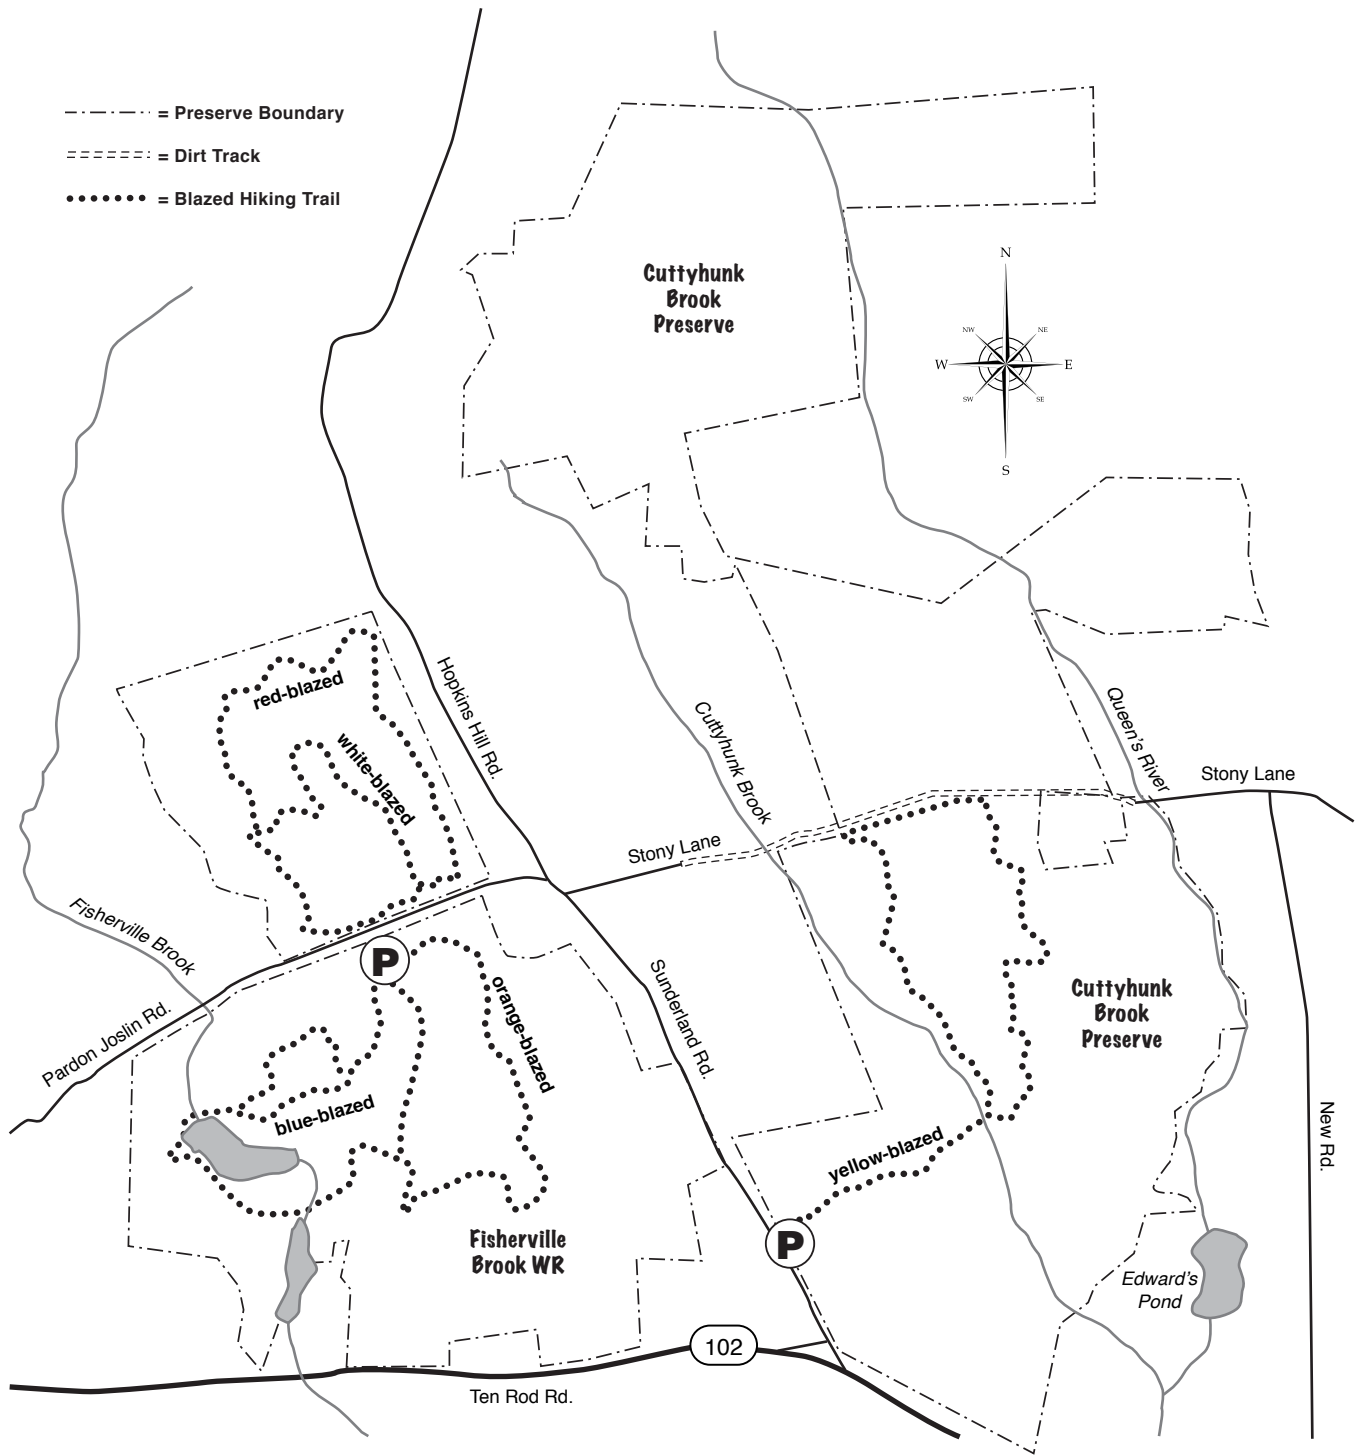 = Preserve Boundary
= Dirt Track
= Blazed Hiking Trail
Cuttyhunk
Brook
Preserve
N
NW
NE
W
E
SW
SE
S
red-blazed
white-blazed
Hopkins Hill Rd.
Cuttyhunk Brook
Queen's River
Stony Lane
Stony Lane
Fisherville Brook
P
Pardon Joslin Rd.
orange-blazed
Sunderland Rd.
Cuttyhunk
Brook
Preserve
blue-blazed
yellow-blazed
New Rd.
Fisherville
Brook WR
P
Edward's
Pond
102
Ten Rod Rd.